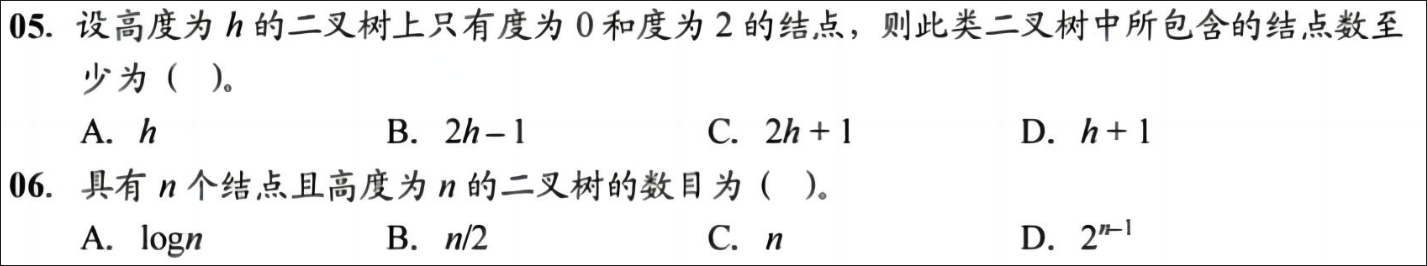 05. 设高度为 h 的二叉树上只有度为 0 和度为 2 的结点，则此类二叉树中所包含的结点数至
少为（ ）。
A. h B. 2h – 1 C. 2h + 1 D. h + 1
06. 具有 n 个结点且高度为 n 的二叉树的数目为（ ）。
A. logn B. n/2 C. n D. 2ⁿ⁻¹